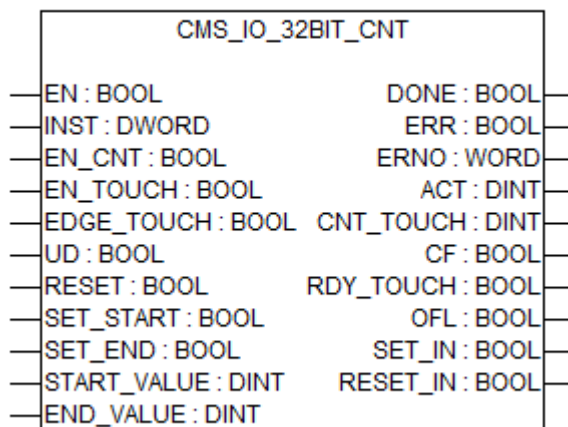 CMS_IO_32BIT_CNT
EN : BOOL DONE : BOOL
INST : DWORD ERR : BOOL
EN_CNT : BOOL ERNO : WORD
EN_TOUCH : BOOL ACT : DINT
EDGE_TOUCH : BOOL CNT_TOUCH : DINT
UD : BOOL CF : BOOL
RESET : BOOL RDY_TOUCH : BOOL
SET_START : BOOL OFL : BOOL
SET_END : BOOL SET_IN : BOOL
START_VALUE : DINT RESET_IN : BOOL
END_VALUE : DINT